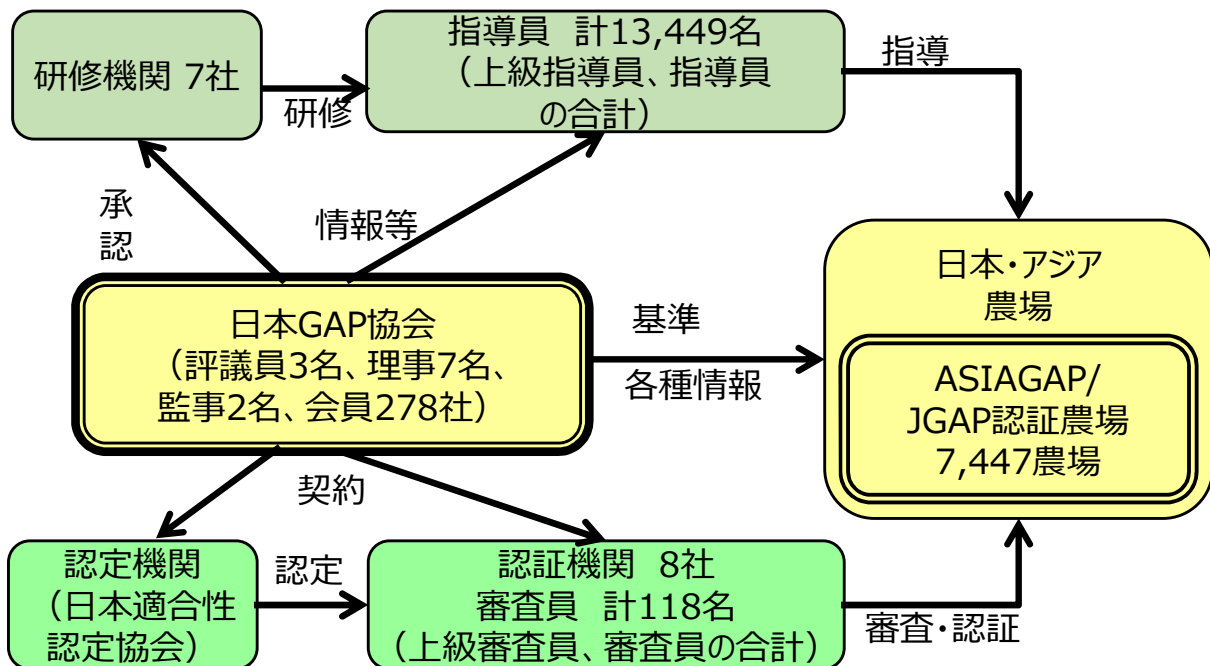 研修機関 7社
研修
指導員 計13,449名
（上級指導員、指導員
の合計）
指導
承
認
情報等
日本GAP協会
（評議員3名、理事7名、
監事2名、会員278社）
基準
各種情報
日本・アジア
農場
ASIAGAP/
JGAP認証農場
7,447農場
契約
認定機関
（日本適合性
認定協会）
認定
認証機関 8社
審査員 計118名
（上級審査員、審査員の合計）
審査・認証